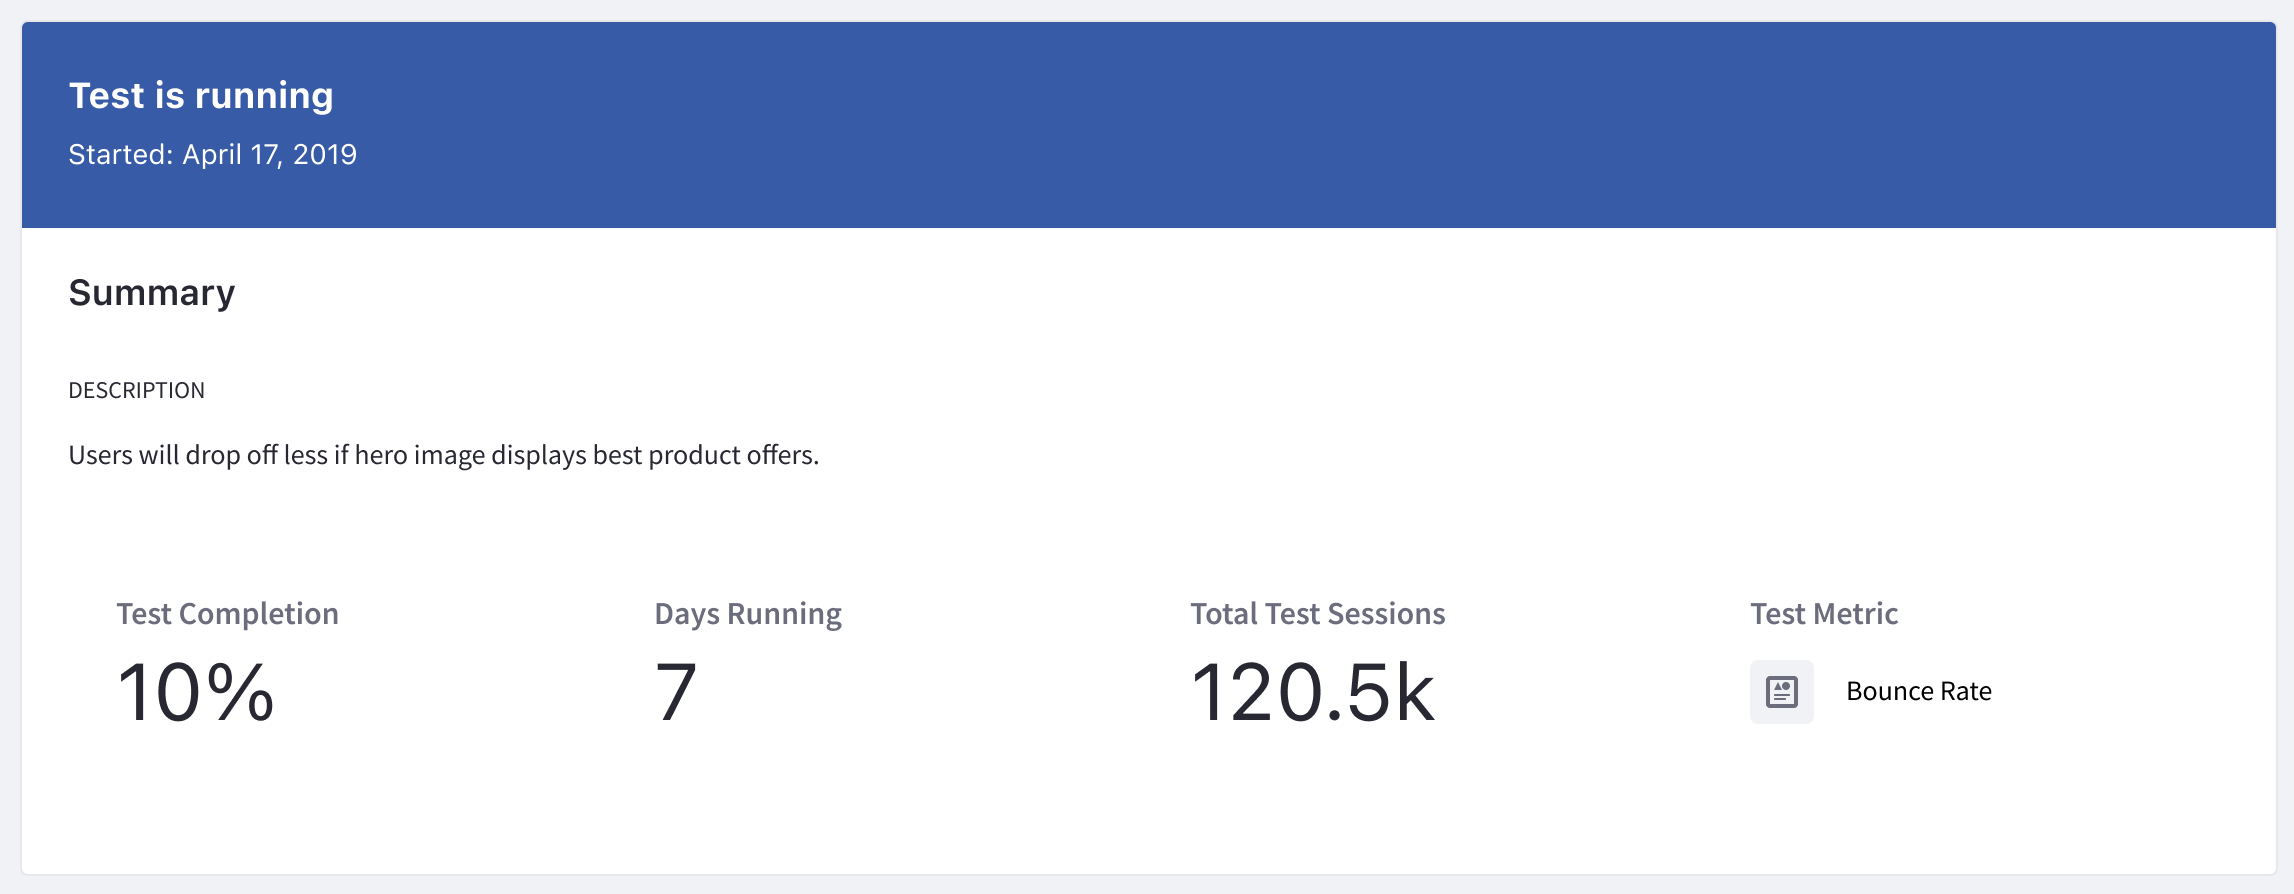 Test is running
Started: April 17, 2019
Summary
DESCRIPTION
Users will drop off less if hero image displays best product offers.
Test Completion
10%
Days Running
7
Total Test Sessions
120.5k
Test Metric
Bounce Rate